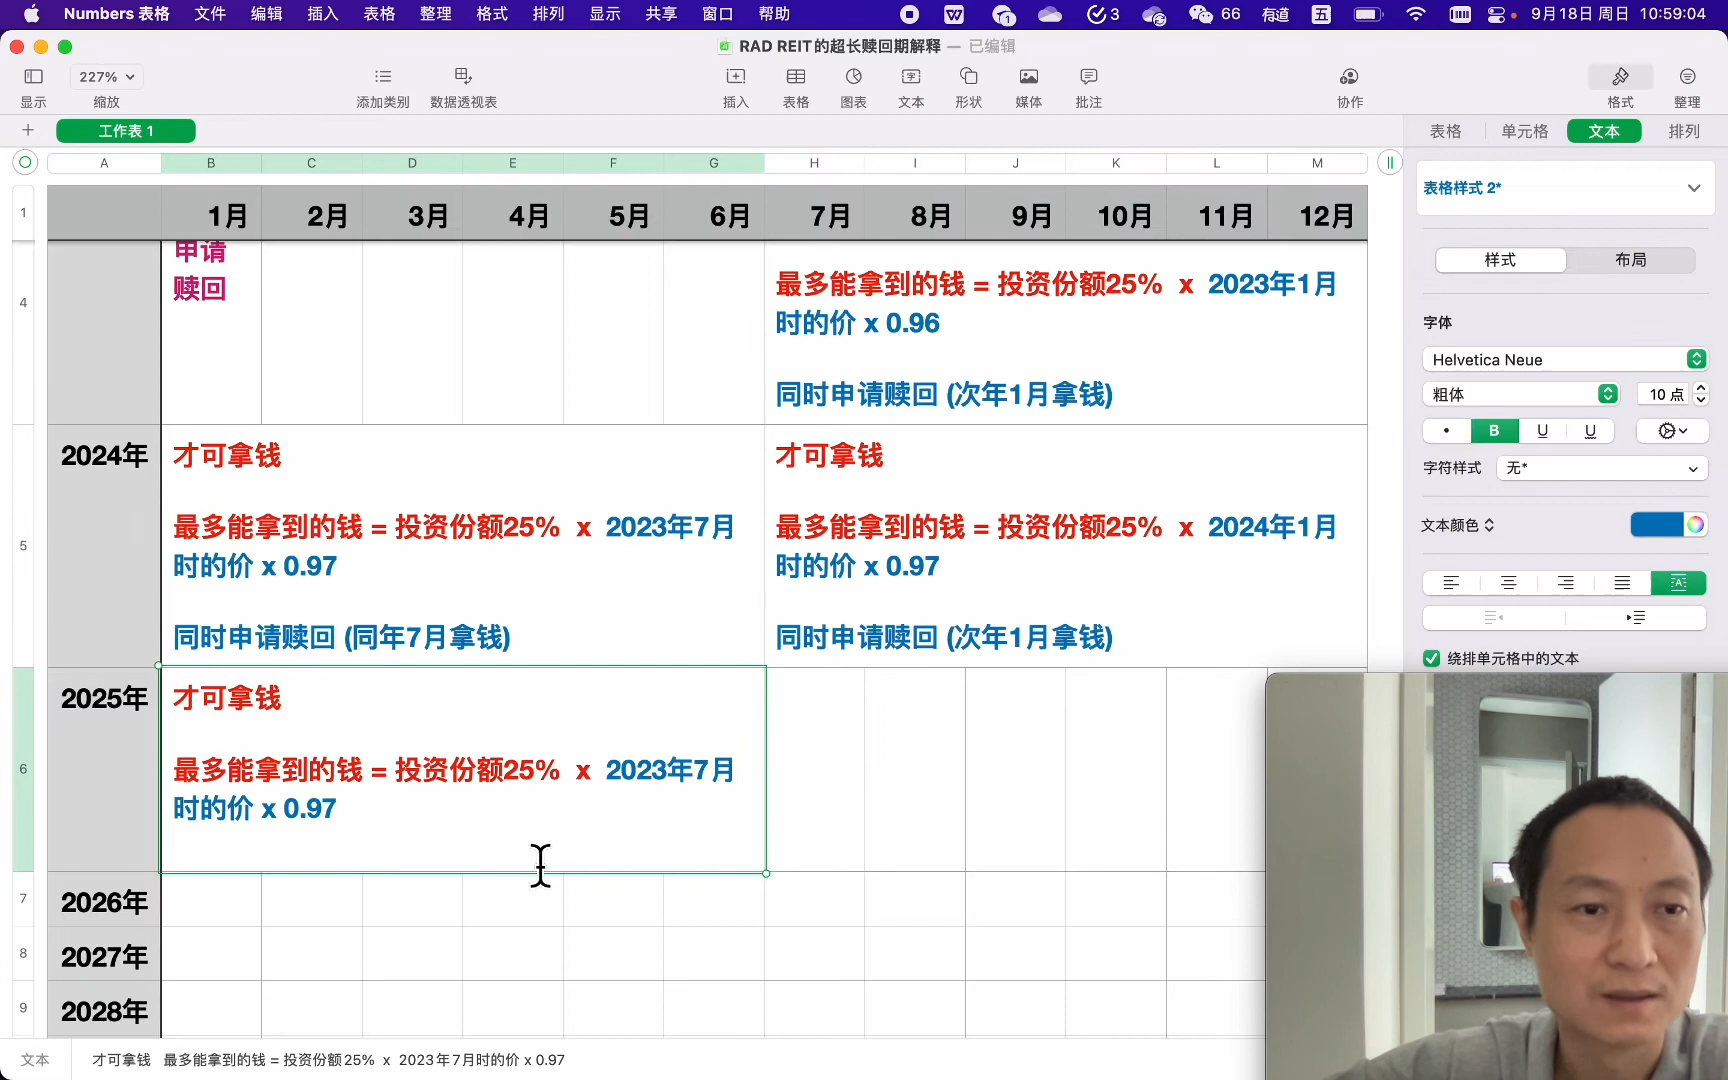 Numbers 表格 文件 编辑 插入 表格 整理 格式 排列 显示 共享 窗口 帮助 1 3 66 有道 五 9月18日 周日 10:59:04
RAD REIT的超长赎回期解释 — 已编辑
227%
显示 缩放 添加类别 数据透视表 插入 表格 图表 文本 形状 媒体 批注 协作 格式 整理
工作表 1
表格 单元格 文本 排列
A B C D E F G H I J K L M
1 1月 2月 3月 4月 5月 6月 7月 8月 9月 10月 11月 12月
4
申请
赎回
最多能拿到的钱 = 投资份额25% x 2023年1月
时的价 x 0.96
同时申请赎回 (次年1月拿钱)
5
2024年
才可拿钱
最多能拿到的钱 = 投资份额25% x 2023年7月
时的价 x 0.97
同时申请赎回 (同年7月拿钱)
才可拿钱
最多能拿到的钱 = 投资份额25% x 2024年1月
时的价 x 0.97
同时申请赎回 (次年1月拿钱)
6
2025年
才可拿钱
最多能拿到的钱 = 投资份额25% x 2023年7月
时的价 x 0.97
7 2026年
8 2027年
9 2028年
表格样式 2*
样式 布局
字体
Helvetica Neue
粗体 10 点
B U U
字符样式 无*
文本颜色
A
绕排单元格中的文本
文本 才可拿钱 最多能拿到的钱 = 投资份额25% x 2023年7月时的价 x 0.97